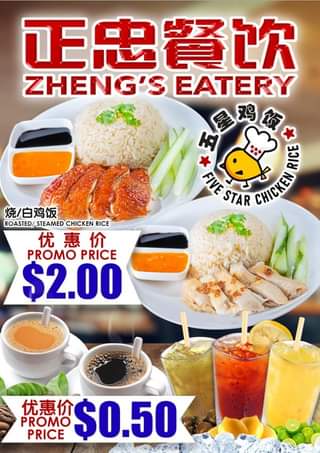 正忠餐饮
ZHENG'S EATERY
五星鸡饭
FIVE STAR CHICKEN RICE
烧/白鸡饭
ROASTED/ STEAMED CHICKEN RICE
优惠价
PROMO PRICE
$2.00
优惠价
PROMO
PRICE
$0.50